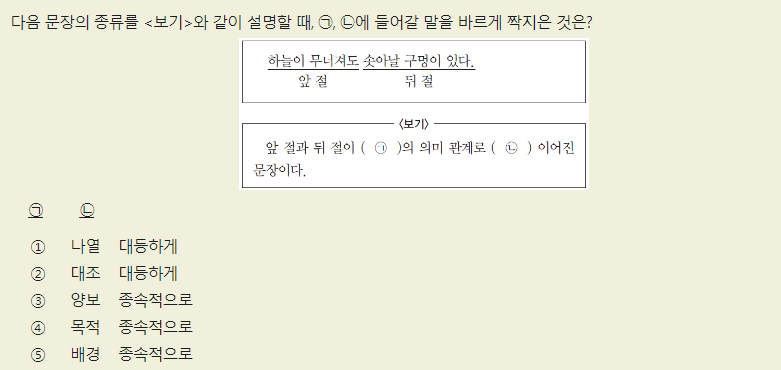 다음 문장의 종류를 <보기>와 같이 설명할 때, ㉠, ㉡에 들어갈 말을 바르게 짝지은 것은?
하늘이 무너져도 솟아날 구멍이 있다.
앞 절 뒤 절
<보기>
앞 절과 뒤 절이 ( ㉠ )의 의미 관계로 ( ㉡ ) 이어진
문장이다.
㉠ ㉡
① 나열 대등하게
② 대조 대등하게
③ 양보 종속적으로
④ 목적 종속적으로
⑤ 배경 종속적으로